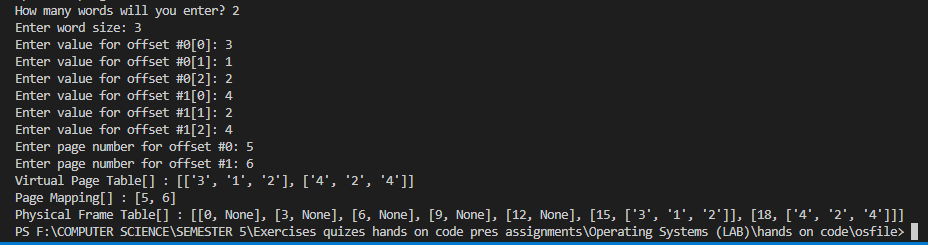 How many words will you enter? 2
Enter word size: 3
Enter value for offset #0[0]: 3
Enter value for offset #0[1]: 1
Enter value for offset #0[2]: 2
Enter value for offset #1[0]: 4
Enter value for offset #1[1]: 2
Enter value for offset #1[2]: 4
Enter page number for offset #0: 5
Enter page number for offset #1: 6
Virtual Page Table[] : [['3', '1', '2'], ['4', '2', '4']]
Page Mapping[] : [5, 6]
Physical Frame Table[] : [[0, None], [3, None], [6, None], [9, None], [12, None], [15, ['3', '1', '2']], [18, ['4', '2', '4']]]
PS F:\COMPUTER SCIENCE\SEMESTER 5\Exercises quizes hands on code pres assignments\Operating Systems (LAB)\hands on code\osfile>